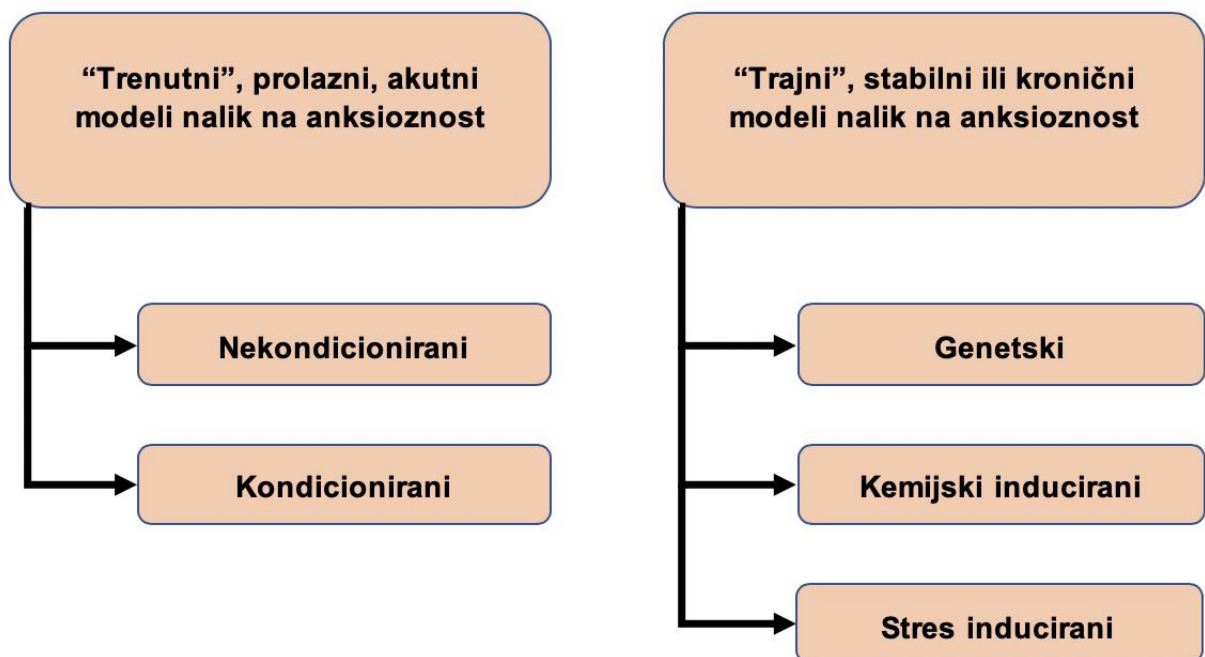 “Trenutni”, prolazni, akutni
modeli nalik na anksioznost
Nekondicionirani
Kondicionirani
“Trajni”, stabilni ili kronični
modeli nalik na anksioznost
Genetski
Kemijski inducirani
Stres inducirani